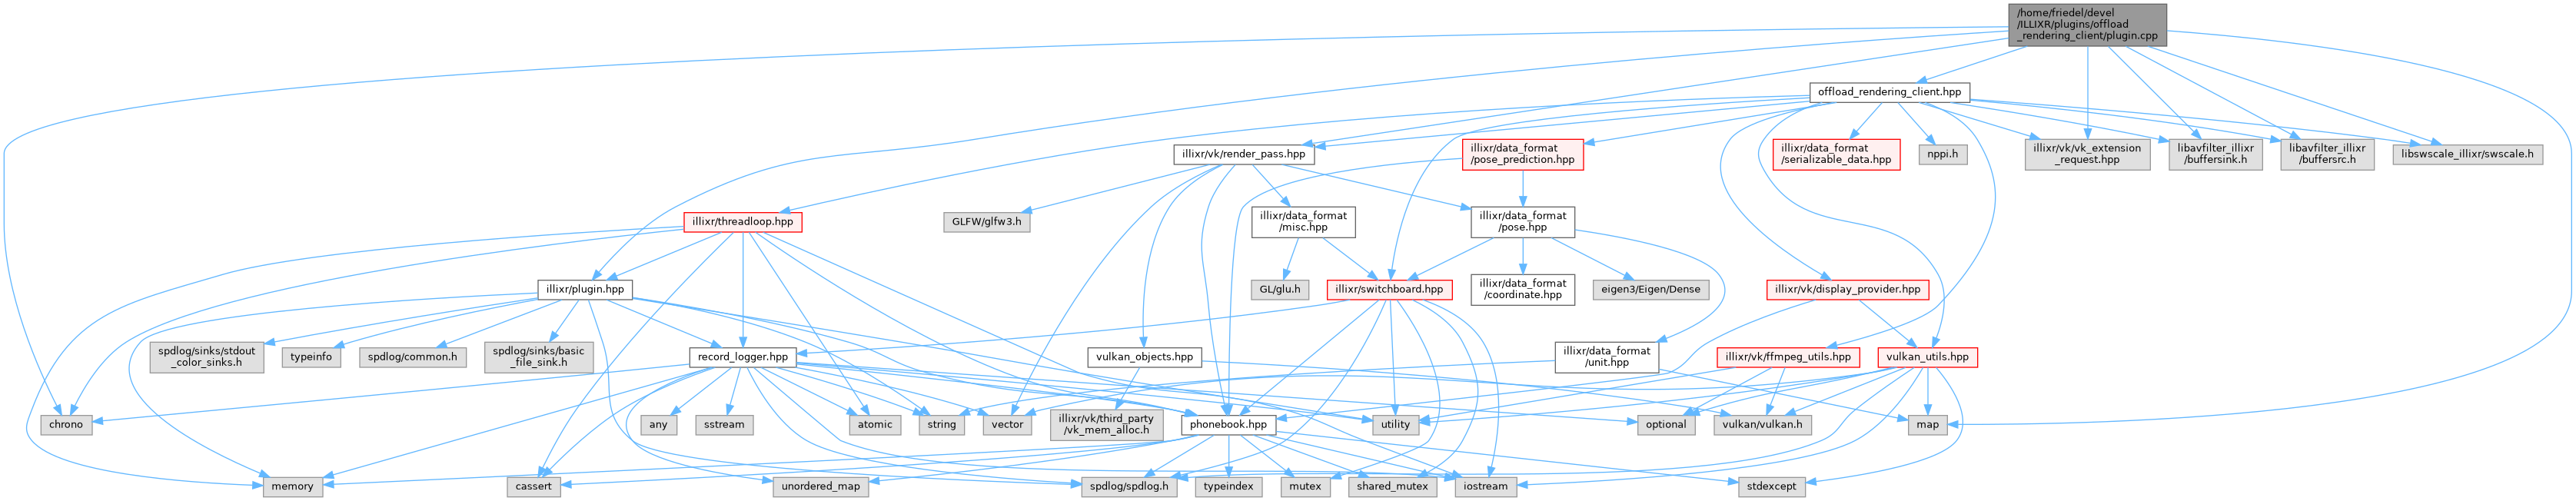 /home/friedel/devel
/ILLIXR/plugins/offload
_rendering_client/plugin.cpp
offload_rendering_client.hpp
illixr/vk/render_pass.hpp
illixr/data_format
/pose_prediction.hpp
illixr/data_format
/serializable_data.hpp
nppi.h
illixr/vk/vk_extension
_request.hpp
libavfilter_illixr
/buffersink.h
libavfilter_illixr
/buffersrc.h
libswscale_illixr/swscale.h
illixr/threadloop.hpp
GLFW/glfw3.h
illixr/data_format
/misc.hpp
illixr/data_format
/pose.hpp
illixr/plugin.hpp
GL/glu.h
illixr/switchboard.hpp
illixr/data_format
/coordinate.hpp
eigen3/Eigen/Dense
illixr/vk/display_provider.hpp
spdlog/sinks/stdout
_color_sinks.h
typeinfo
spdlog/common.h
spdlog/sinks/basic
_file_sink.h
record_logger.hpp
vulkan_objects.hpp
illixr/data_format
/unit.hpp
illixr/vk/ffmpeg_utils.hpp
vulkan_utils.hpp
chrono
any
sstream
atomic
string
vector
illixr/vk/third_party
/vk_mem_alloc.h
phonebook.hpp
utility
optional
vulkan/vulkan.h
map
memory
cassert
unordered_map
spdlog/spdlog.h
typeindex
mutex
shared_mutex
iostream
stdexcept